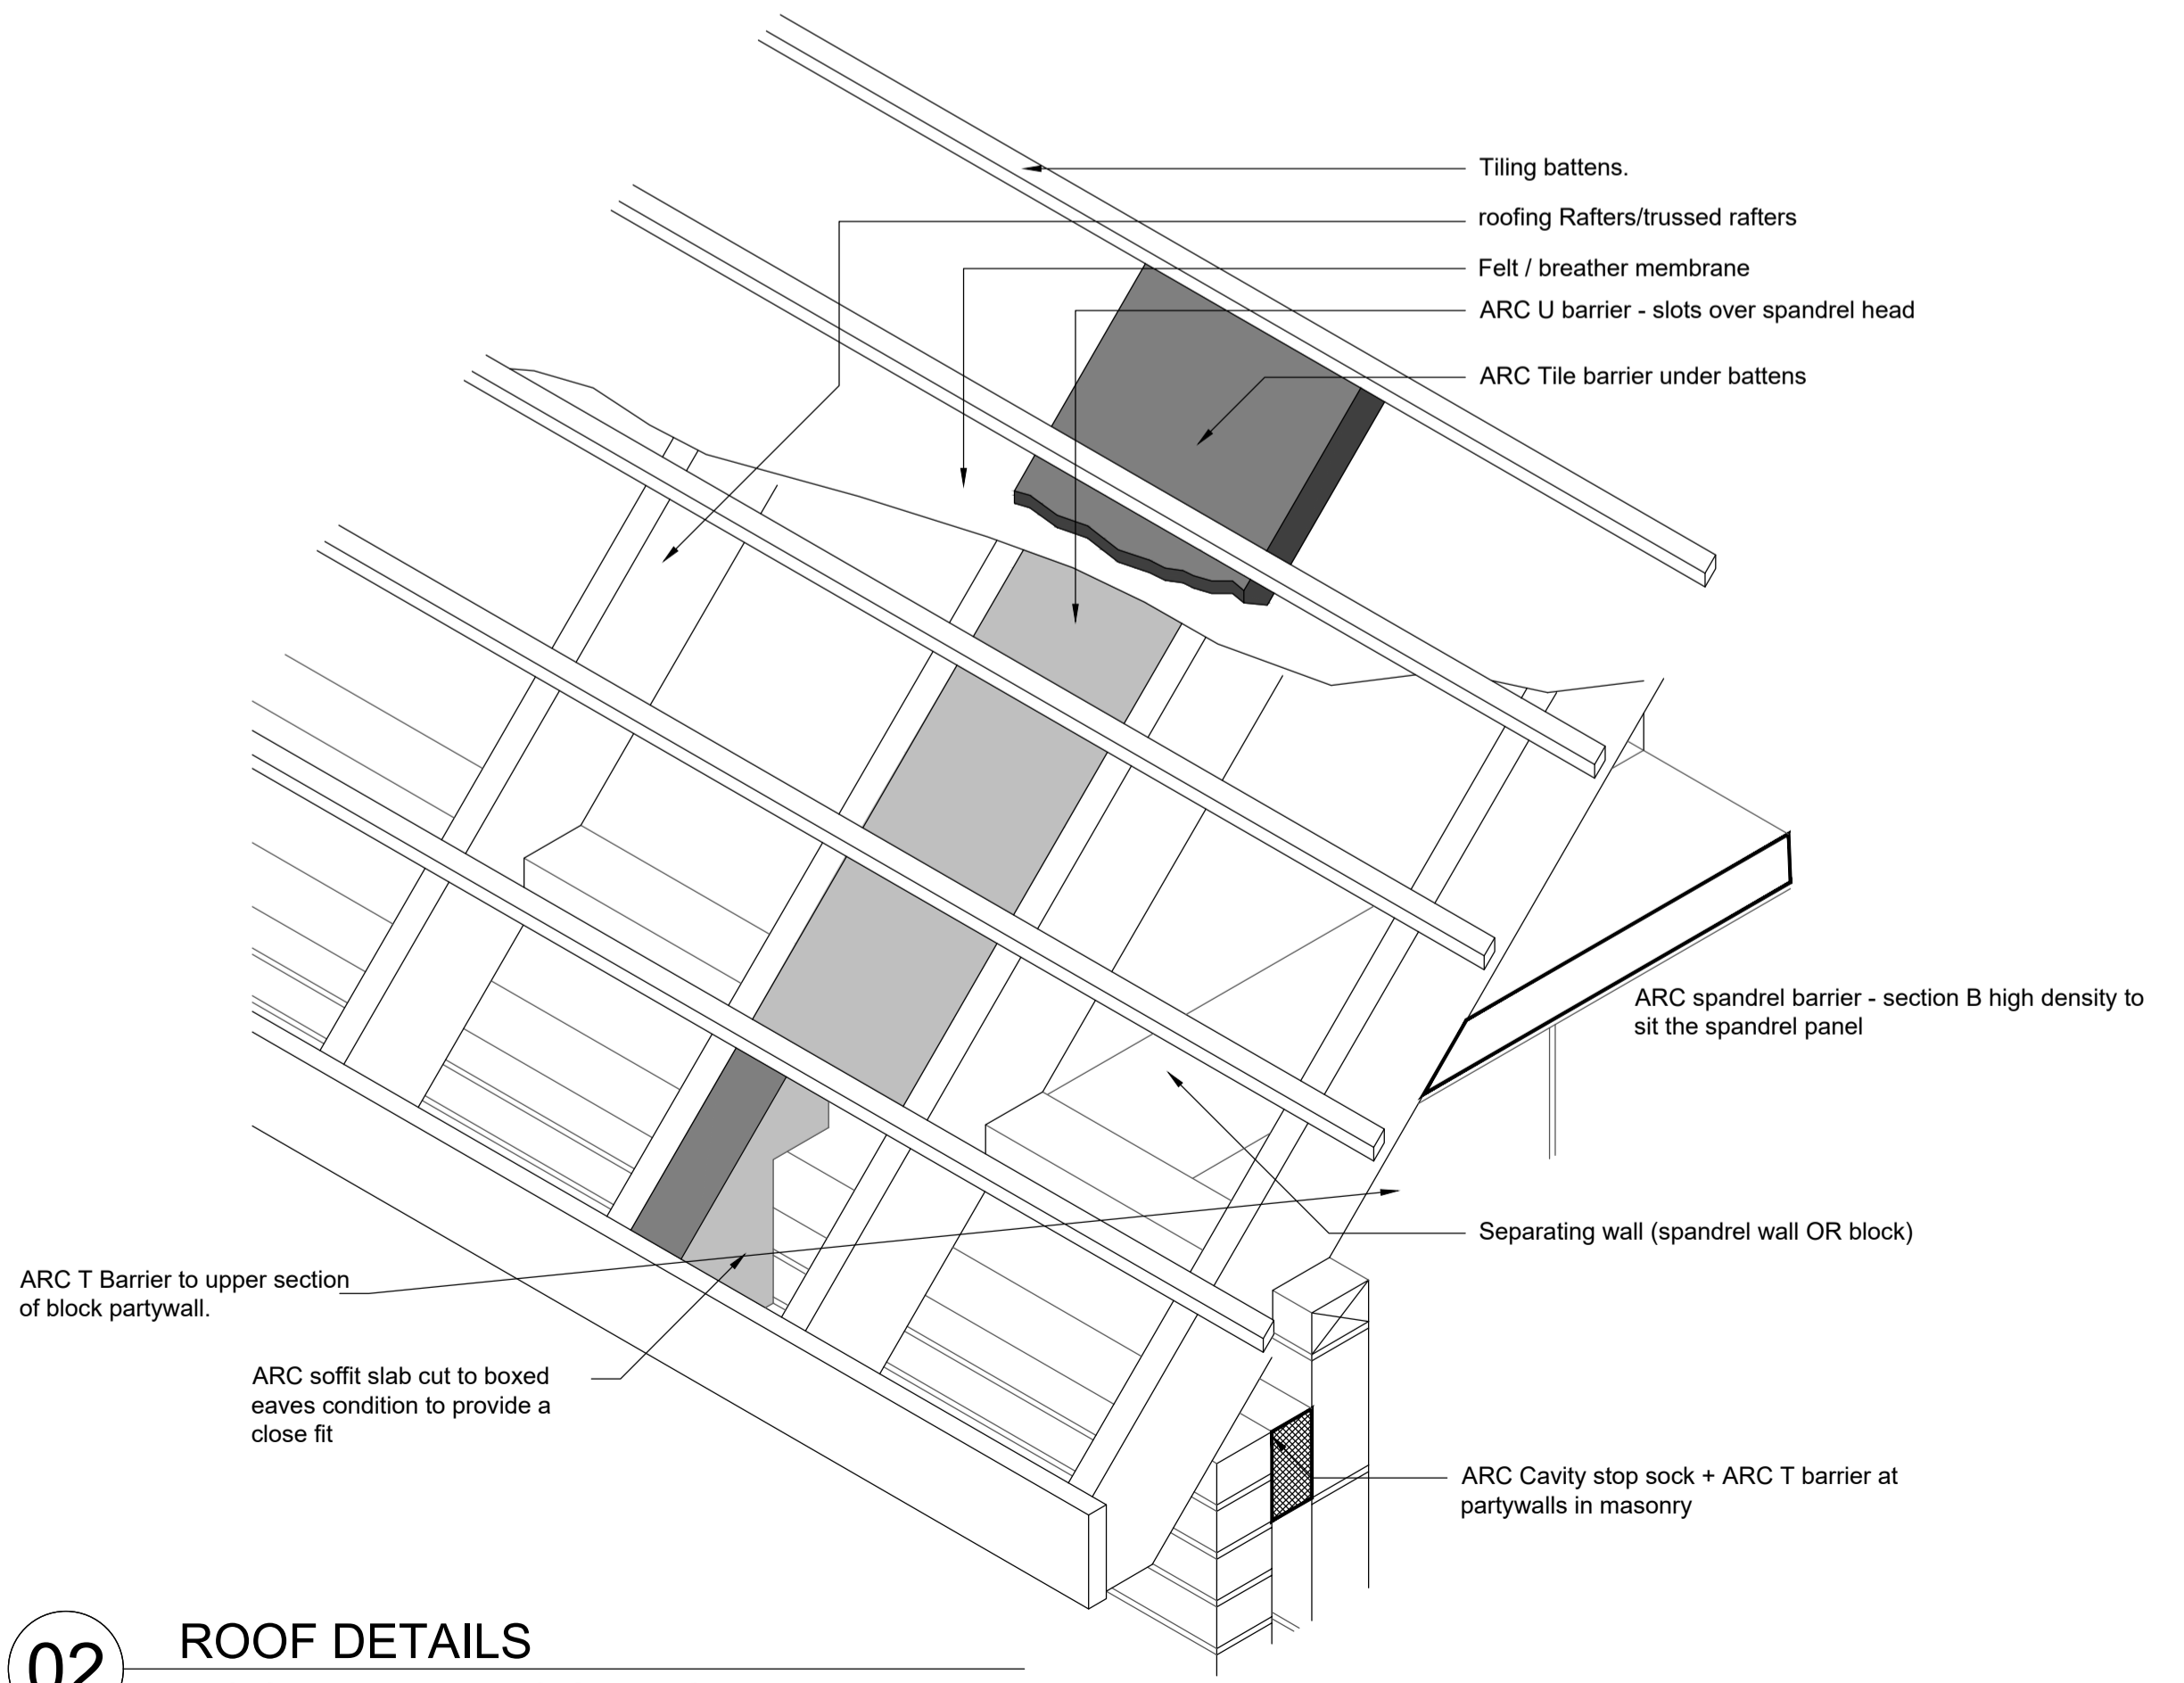 Tiling battens.
roofing Rafters/trussed rafters
Felt / breather membrane
ARC U barrier - slots over spandrel head
ARC Tile barrier under battens
ARC spandrel barrier - section B high density to
sit the spandrel panel
Separating wall (spandrel wall OR block)
ARC T Barrier to upper section
of block partywall.
ARC soffit slab cut to boxed
eaves condition to provide a
close fit
ARC Cavity stop sock + ARC T barrier at
partywalls in masonry
02
ROOF DETAILS